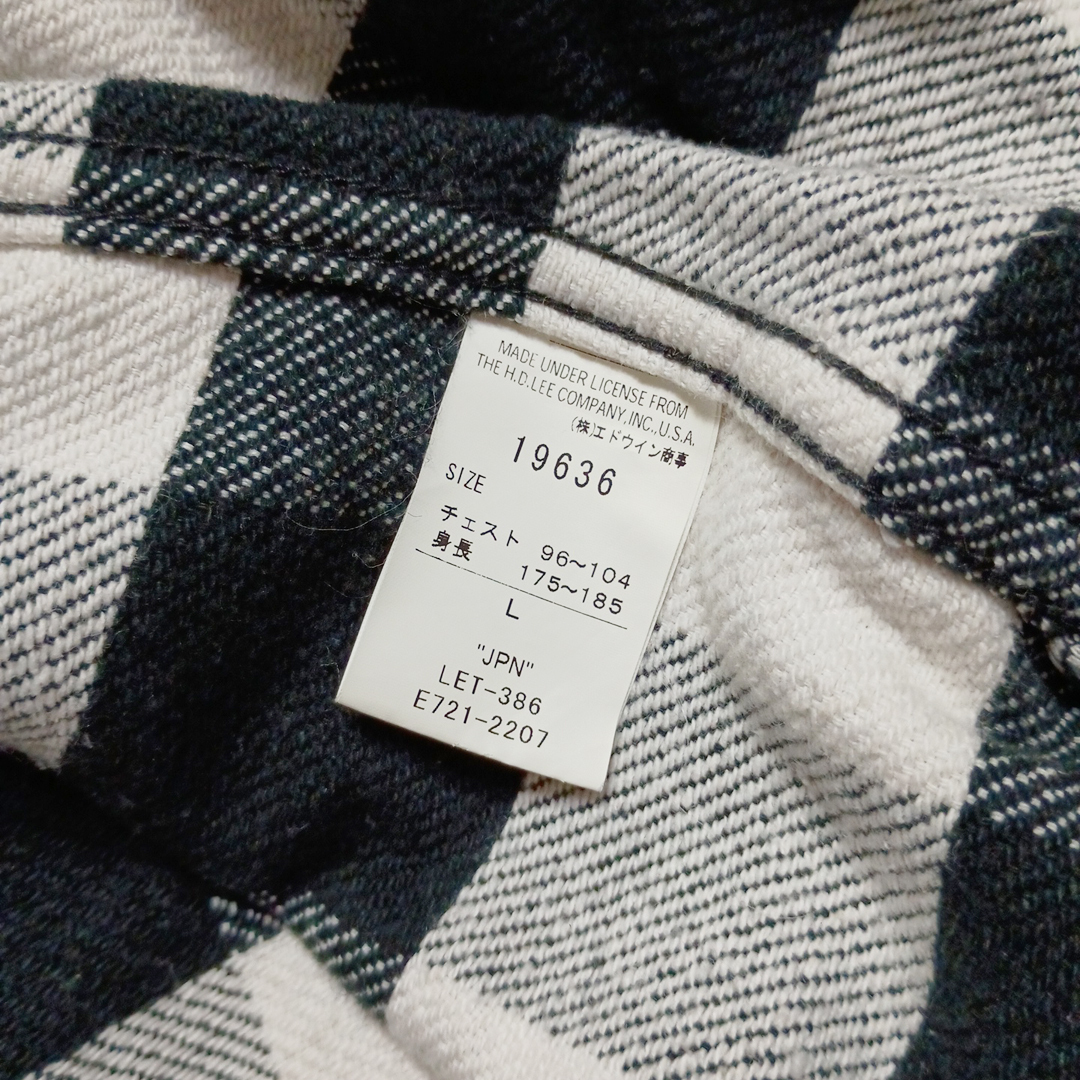 MADE UNDER LICENSE FROM
THE H.D.LEE COMPANY,INC.,U.S.A.
(株)エドウイン商事
19636
SIZE
チェスト 96〜104
身長 175〜185
L
"JPN"
LET-386
E721-2207